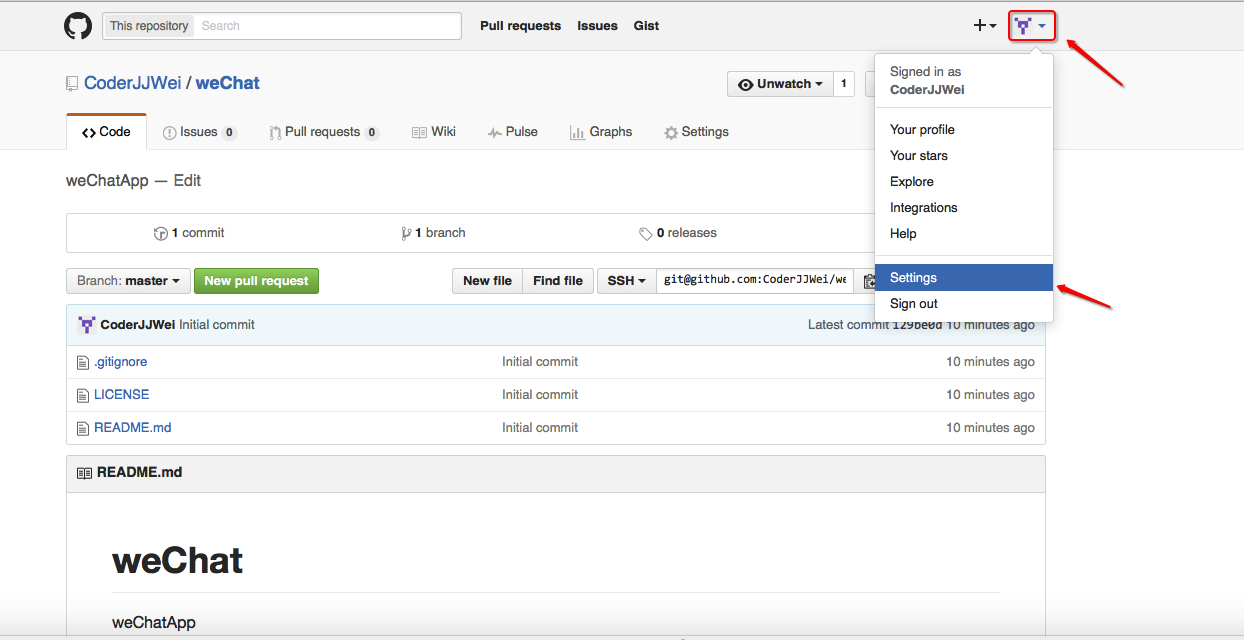 This repository Search Pull requests Issues Gist
CoderJJWei / weChat Unwatch 1
Signed in as
CoderJJWei
Your profile
Your stars
Explore
Integrations
Help
Settings
Sign out
Code Issues 0 Pull requests 0 Wiki Pulse Graphs Settings
weChatApp — Edit
1 commit 1 branch 0 releases
Branch: master New pull request New file Find file SSH git@github.com:CoderJJWei/we
CoderJJWei Initial commit Latest commit 129be0d 10 minutes ago
.gitignore Initial commit 10 minutes ago
LICENSE Initial commit 10 minutes ago
README.md Initial commit 10 minutes ago
README.md
weChat
weChatApp